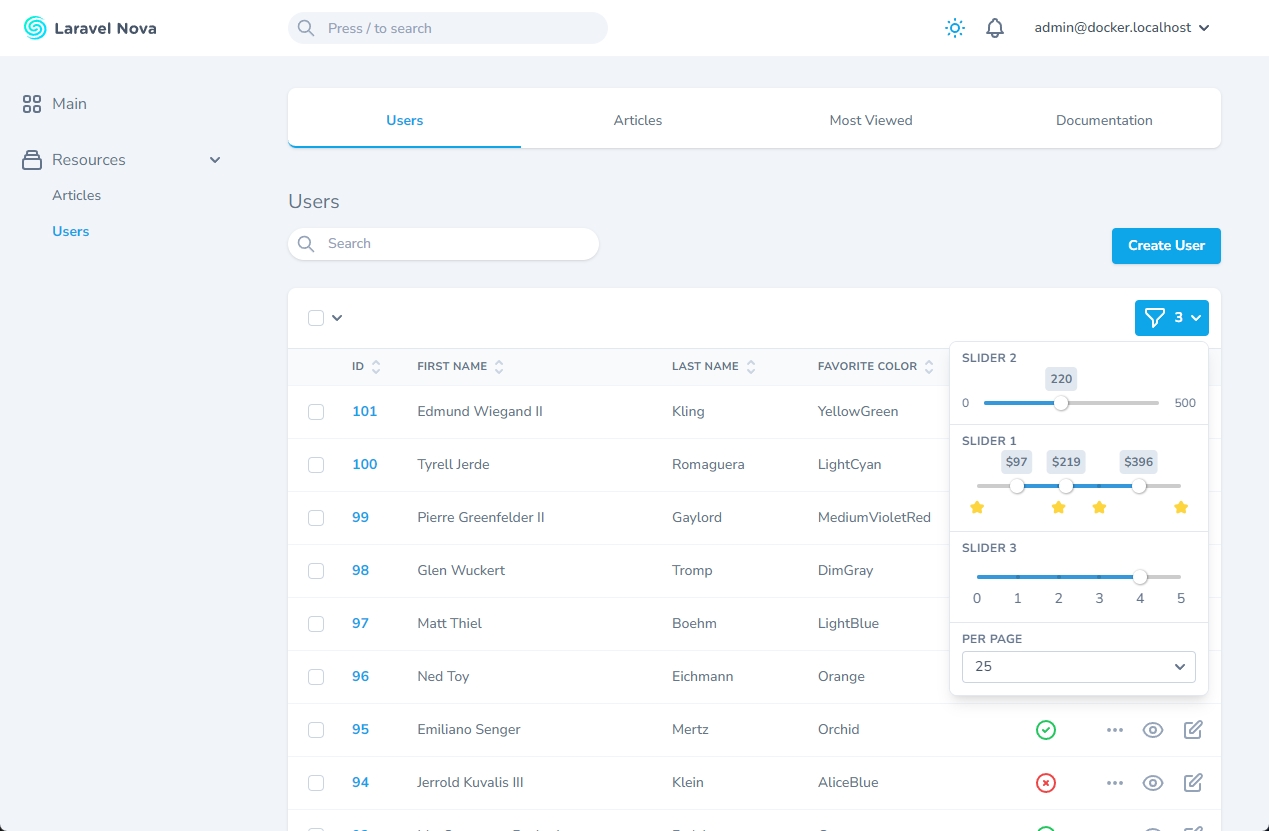 Laravel Nova
Press / to search
admin@docker.localhost
Main
Resources
Articles
Users
Users Articles Most Viewed Documentation
Users
Search
Create User
3
ID FIRST NAME LAST NAME FAVORITE COLOR
101 Edmund Wiegand II Kling YellowGreen
100 Tyrell Jerde Romaguera LightCyan
99 Pierre Greenfelder II Gaylord MediumVioletRed
98 Glen Wuckert Tromp DimGray
97 Matt Thiel Boehm LightBlue
96 Ned Toy Eichmann Orange
95 Emiliano Senger Mertz Orchid
94 Jerrold Kuvalis III Klein AliceBlue
SLIDER 2
220
0 500
SLIDER 1
$97 $219 $396
SLIDER 3
0 1 2 3 4 5
PER PAGE
25